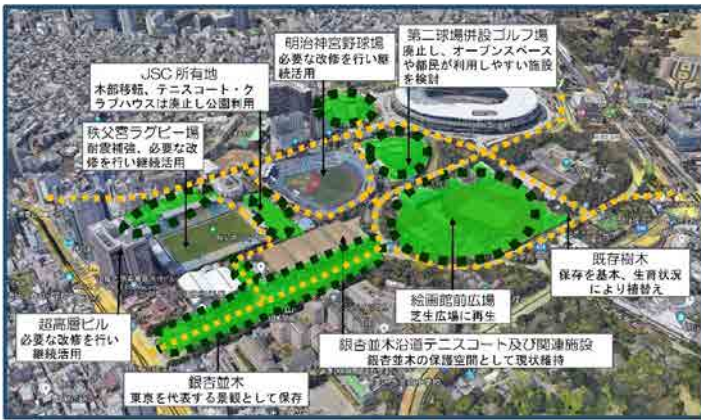 明治神宮野球場
必要な改修を行い継
続活用
第二球場併設ゴルフ場
廃止し、オープンスペース
や都民が利用しやすい施設
を検討
JSC所有地
本部移転、テニスコート・ク
ラブハウスは廃止し公園利用
秩父宮ラグビー場
耐震補強、必要な改
修を行い継続活用
既存樹木
保存を基本、生育状況
により植替え
絵画館前広場
芝生広場に再生
超高層ビル
必要な改修を行い
継続活用
銀杏並木沿道テニスコート及び関連施設
銀杏並木の保護空間として現状維持
銀杏並木
東京を代表する景観として保存